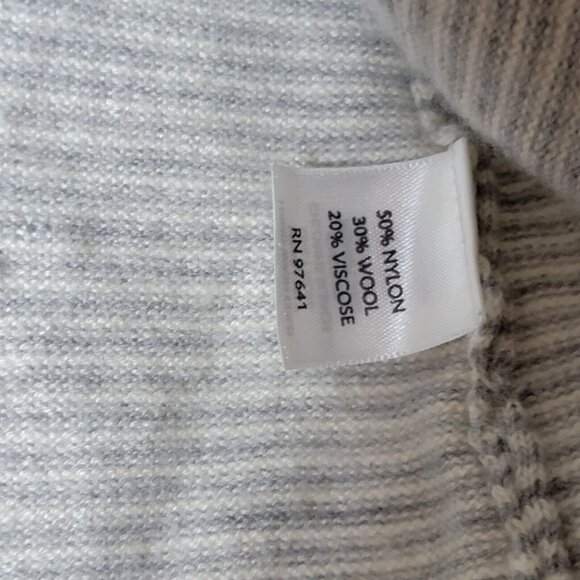 50% NYLON
30% WOOL
20% VISCOSE
RN 97641